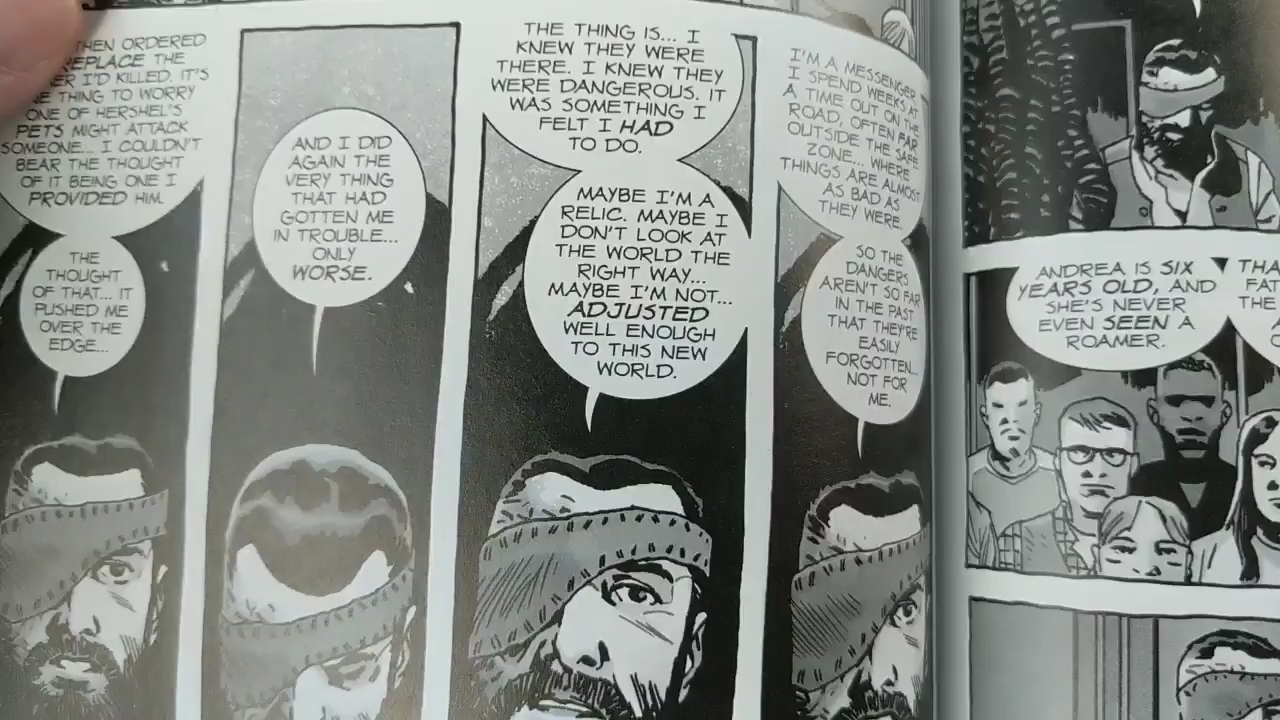 THEN ORDERED
REPLACE THE
I'D KILLED. IT'S
THING TO WORRY
ONE OF HERSHEL'S
PETS MIGHT ATTACK
SOMEONE... I COULDN'T
BEAR THE THOUGHT
OF IT BEING ONE I
PROVIDED HIM.
THE
THOUGHT
OF THAT... IT
PUSHED ME
OVER THE
EDGE...
AND I DID
AGAIN THE
VERY THING
THAT HAD
GOTTEN ME
IN TROUBLE...
ONLY
WORSE.
THE THING IS... I
KNEW THEY WERE
THERE. I KNEW THEY
WERE DANGEROUS. IT
WAS SOMETHING I
FELT I HAD
TO DO.
MAYBE I'M A
RELIC. MAYBE I
DON'T LOOK AT
THE WORLD THE
RIGHT WAY...
MAYBE I'M NOT...
ADJUSTED
WELL ENOUGH
TO THIS NEW
WORLD.
I'M A MESSENGER
I SPEND WEEKS AT
A TIME OUT ON THE
ROAD, OFTEN FAR
OUTSIDE THE SAFE
ZONE... WHERE
THINGS ARE ALMOST
AS BAD AS
THEY WERE.
SO THE
DANGERS
AREN'T SO FAR
IN THE PAST
THAT THEY'RE
EASILY
FORGOTTEN...
NOT FOR
ME.
ANDREA IS SIX
YEARS OLD, AND
SHE'S NEVER
EVEN SEEN A
ROAMER.
THE